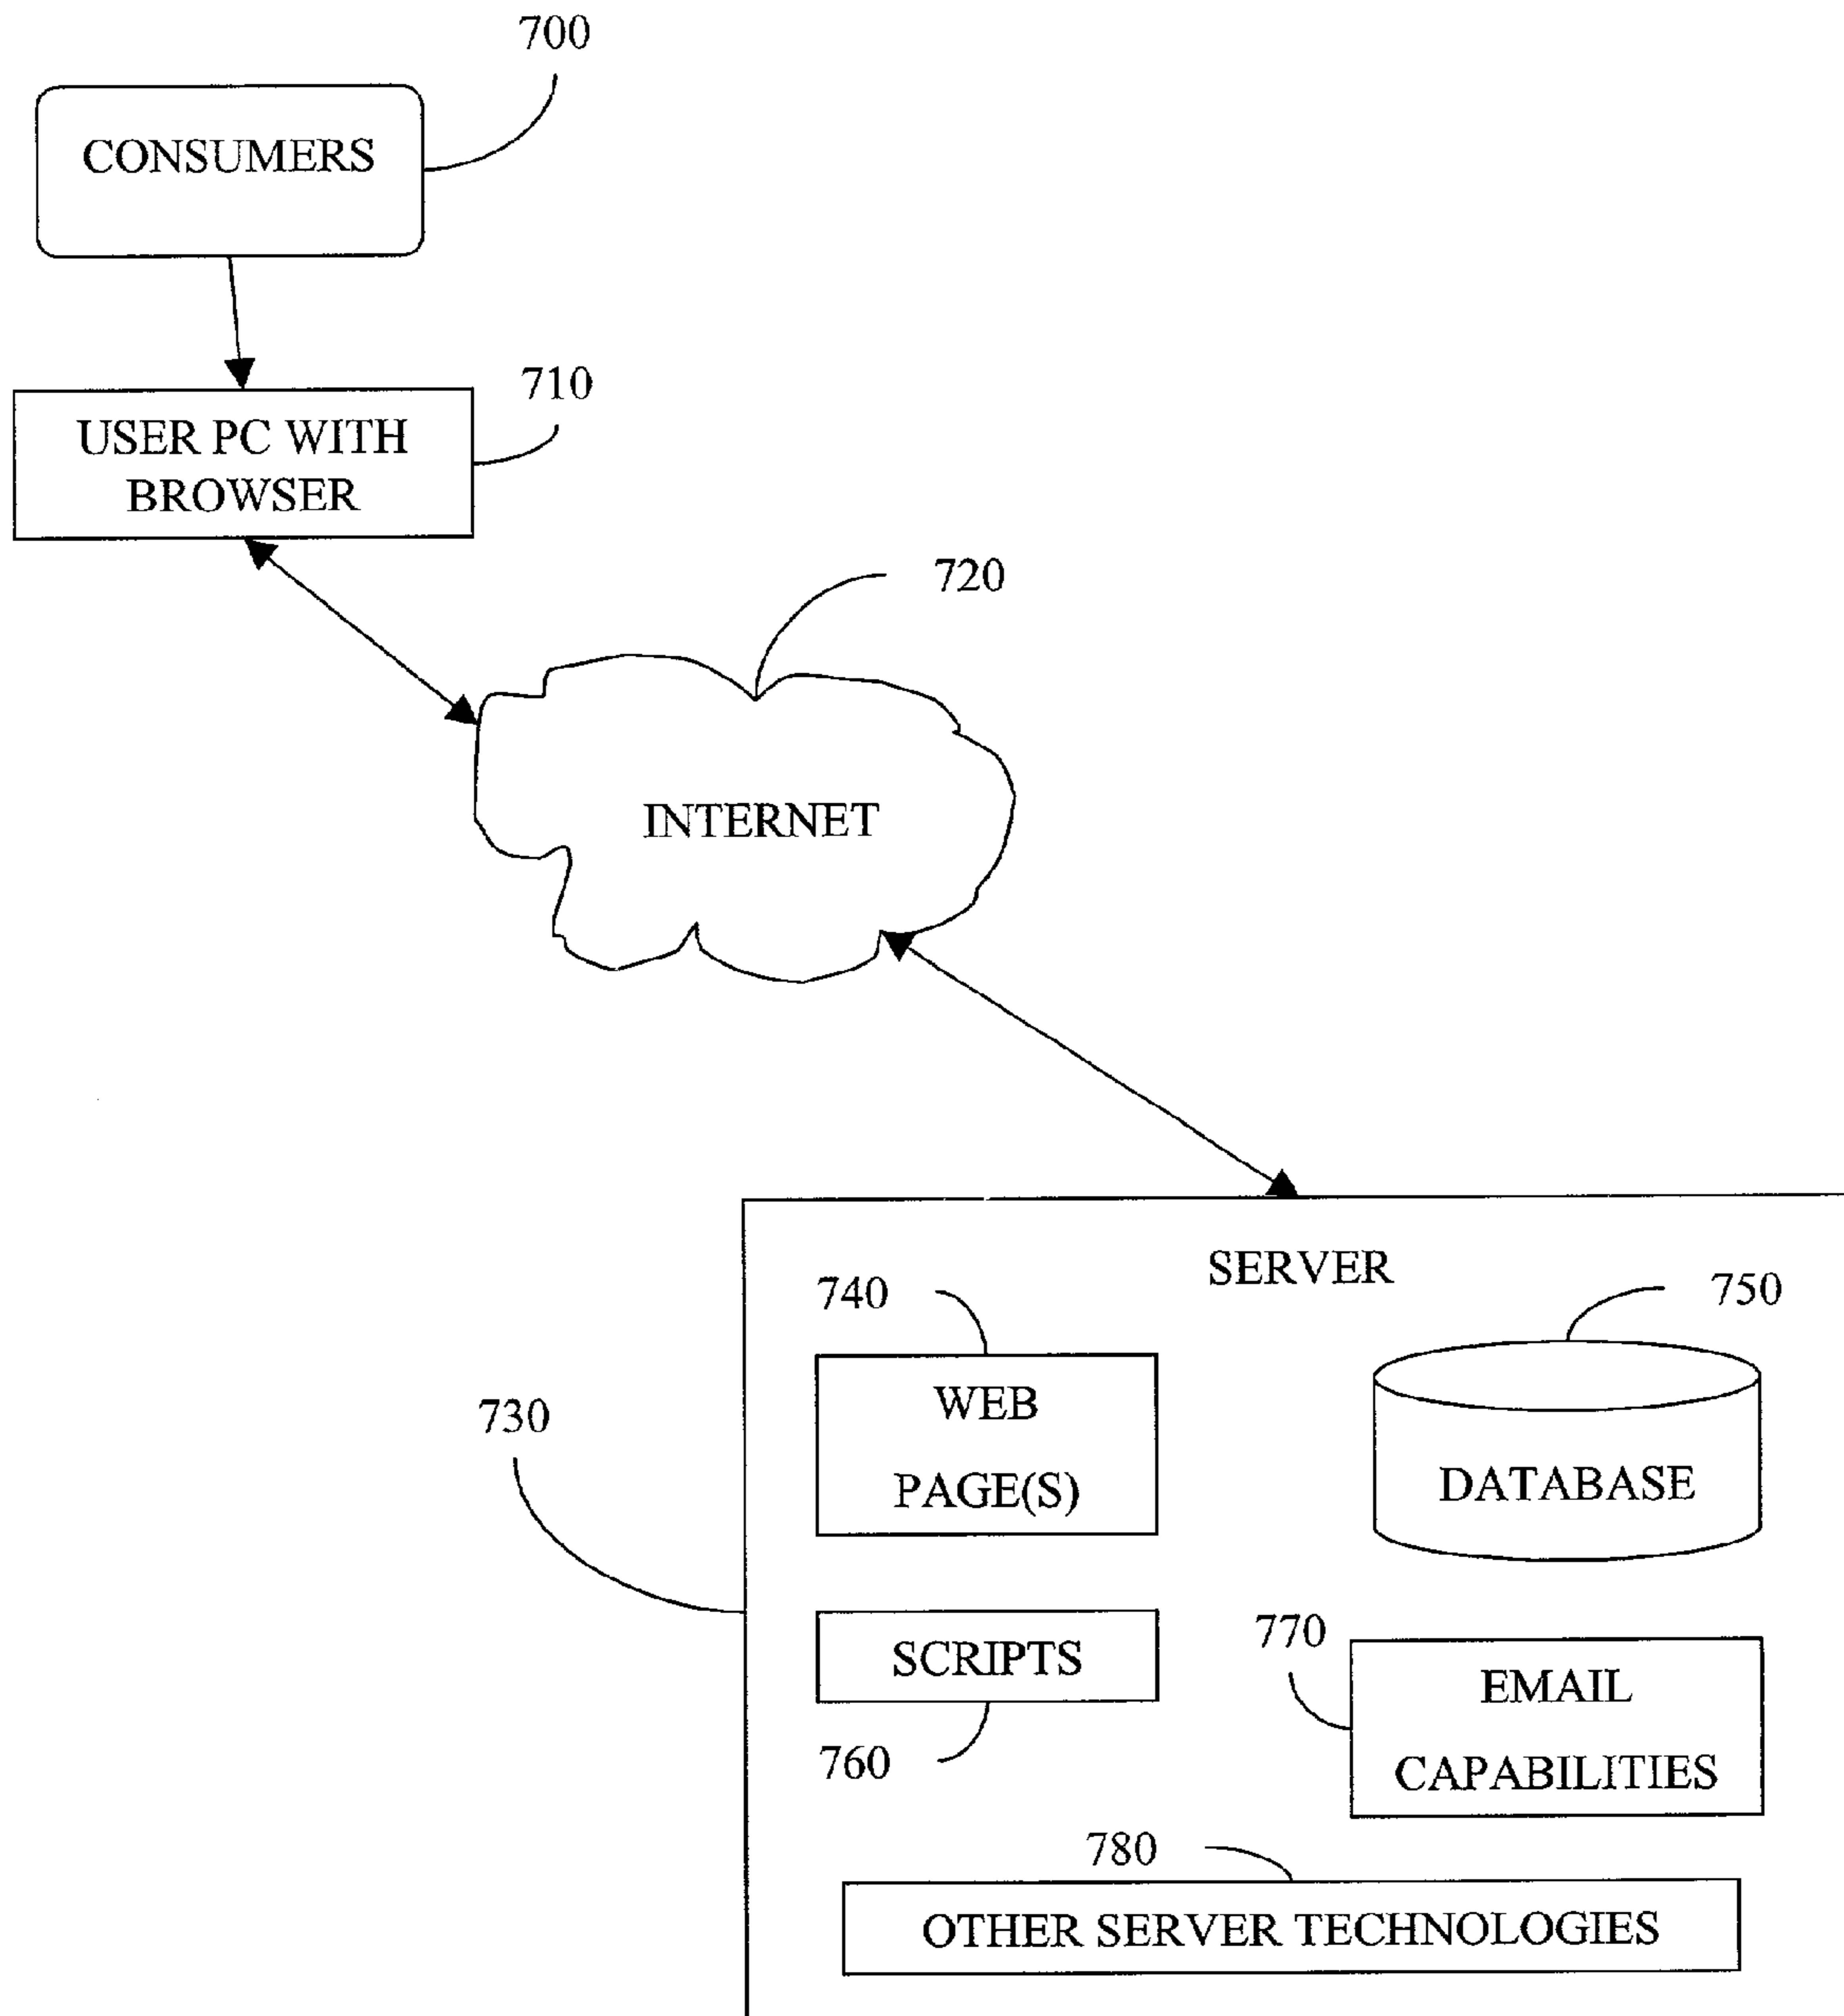 700
CONSUMERS
710
USER PC WITH
BROWSER
720
INTERNET
SERVER
740
750
WEB
PAGE(S)
730
DATABASE
SCRIPTS
770
EMAIL
CAPABILITIES
760
780
OTHER SERVER TECHNOLOGIES